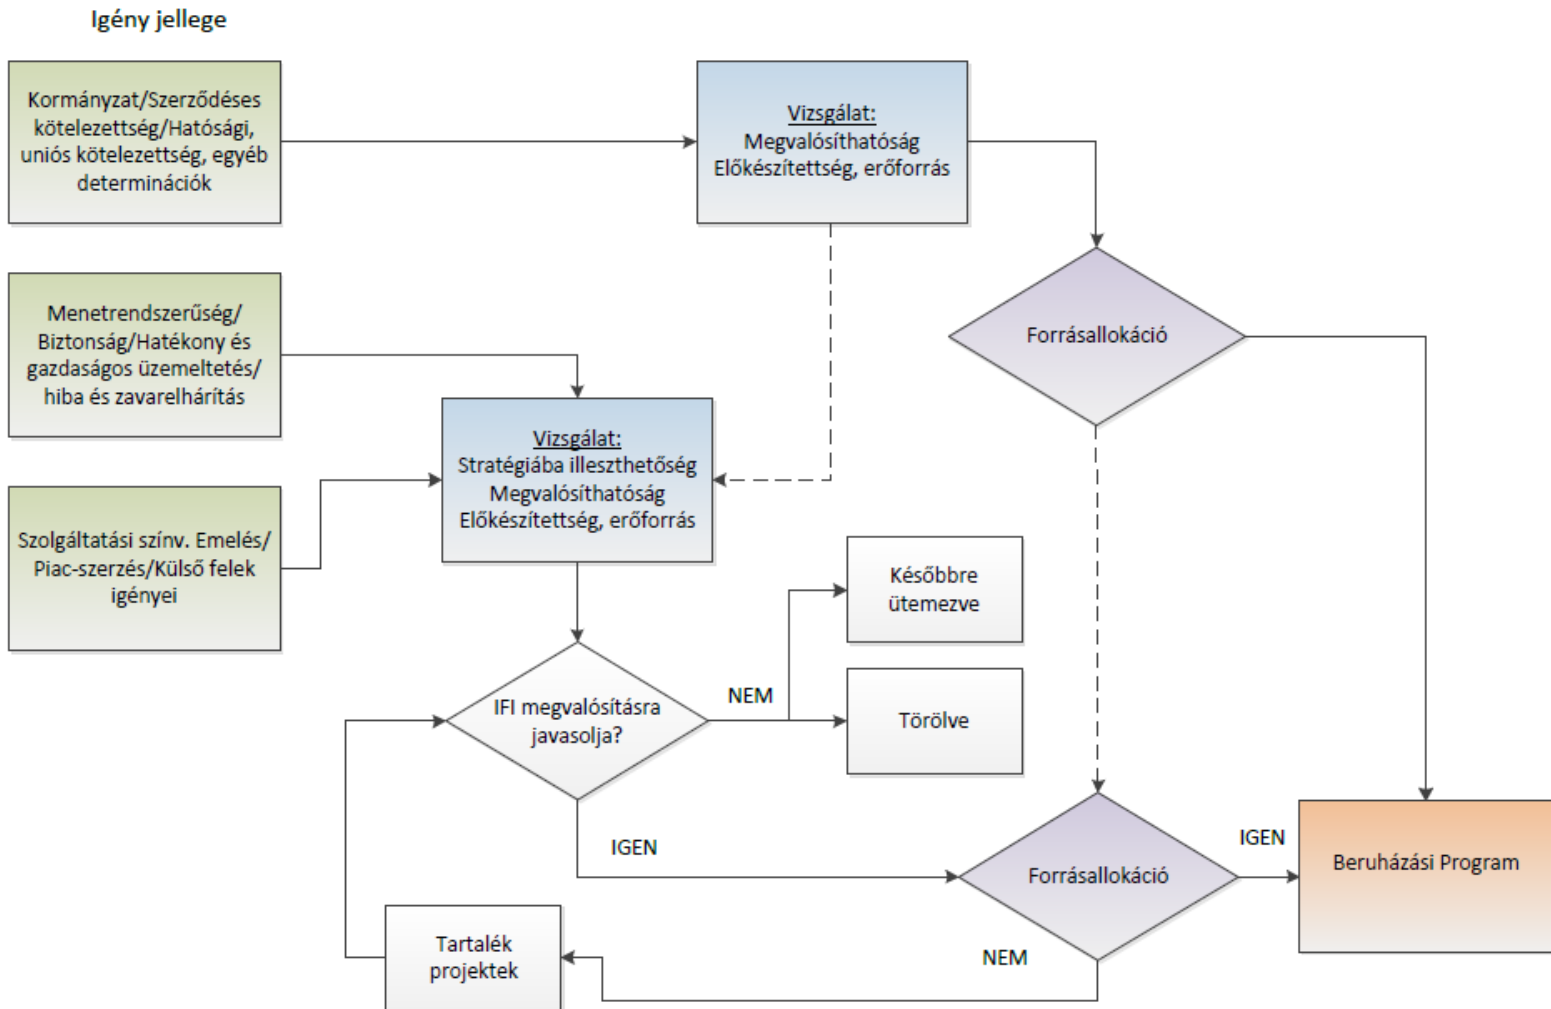 Igény jellege
Kormányzat/Szerződéses
kötelezettség/Hatósági,
uniós kötelezettség, egyéb
determinációk
Vizsgálat:
Megvalósíthatóság
Előkészítettség, erőforrás
Menetrendszerűség/
Biztonság/Hatékony és
gazdaságos üzemeltetés/
hiba és zavarelhárítás
Forrásallokáció
Vizsgálat:
Stratégiába illeszthetőség
Megvalósíthatóság
Előkészítettség, erőforrás
Szolgáltatási színv. Emelés/
Piac-szerzés/Külső felek
igényei
Későbbre
ütemezve
IFI megvalósításra
javasolja?
NEM
Törölve
IGEN
Forrásallokáció
IGEN
Beruházási Program
NEM
Tartalék
projektek